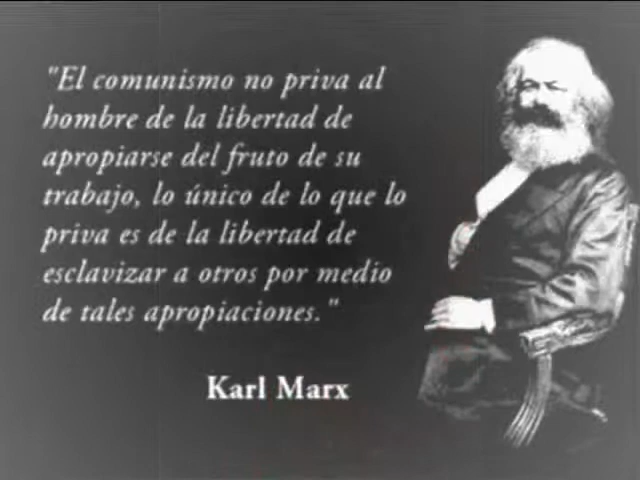 "El comunismo no priva al
hombre de la libertad de
apropiarse del fruto de su
trabajo, lo único de lo que lo
priva es de la libertad de
esclavizar a otros por medio
de tales apropiaciones."
Karl Marx